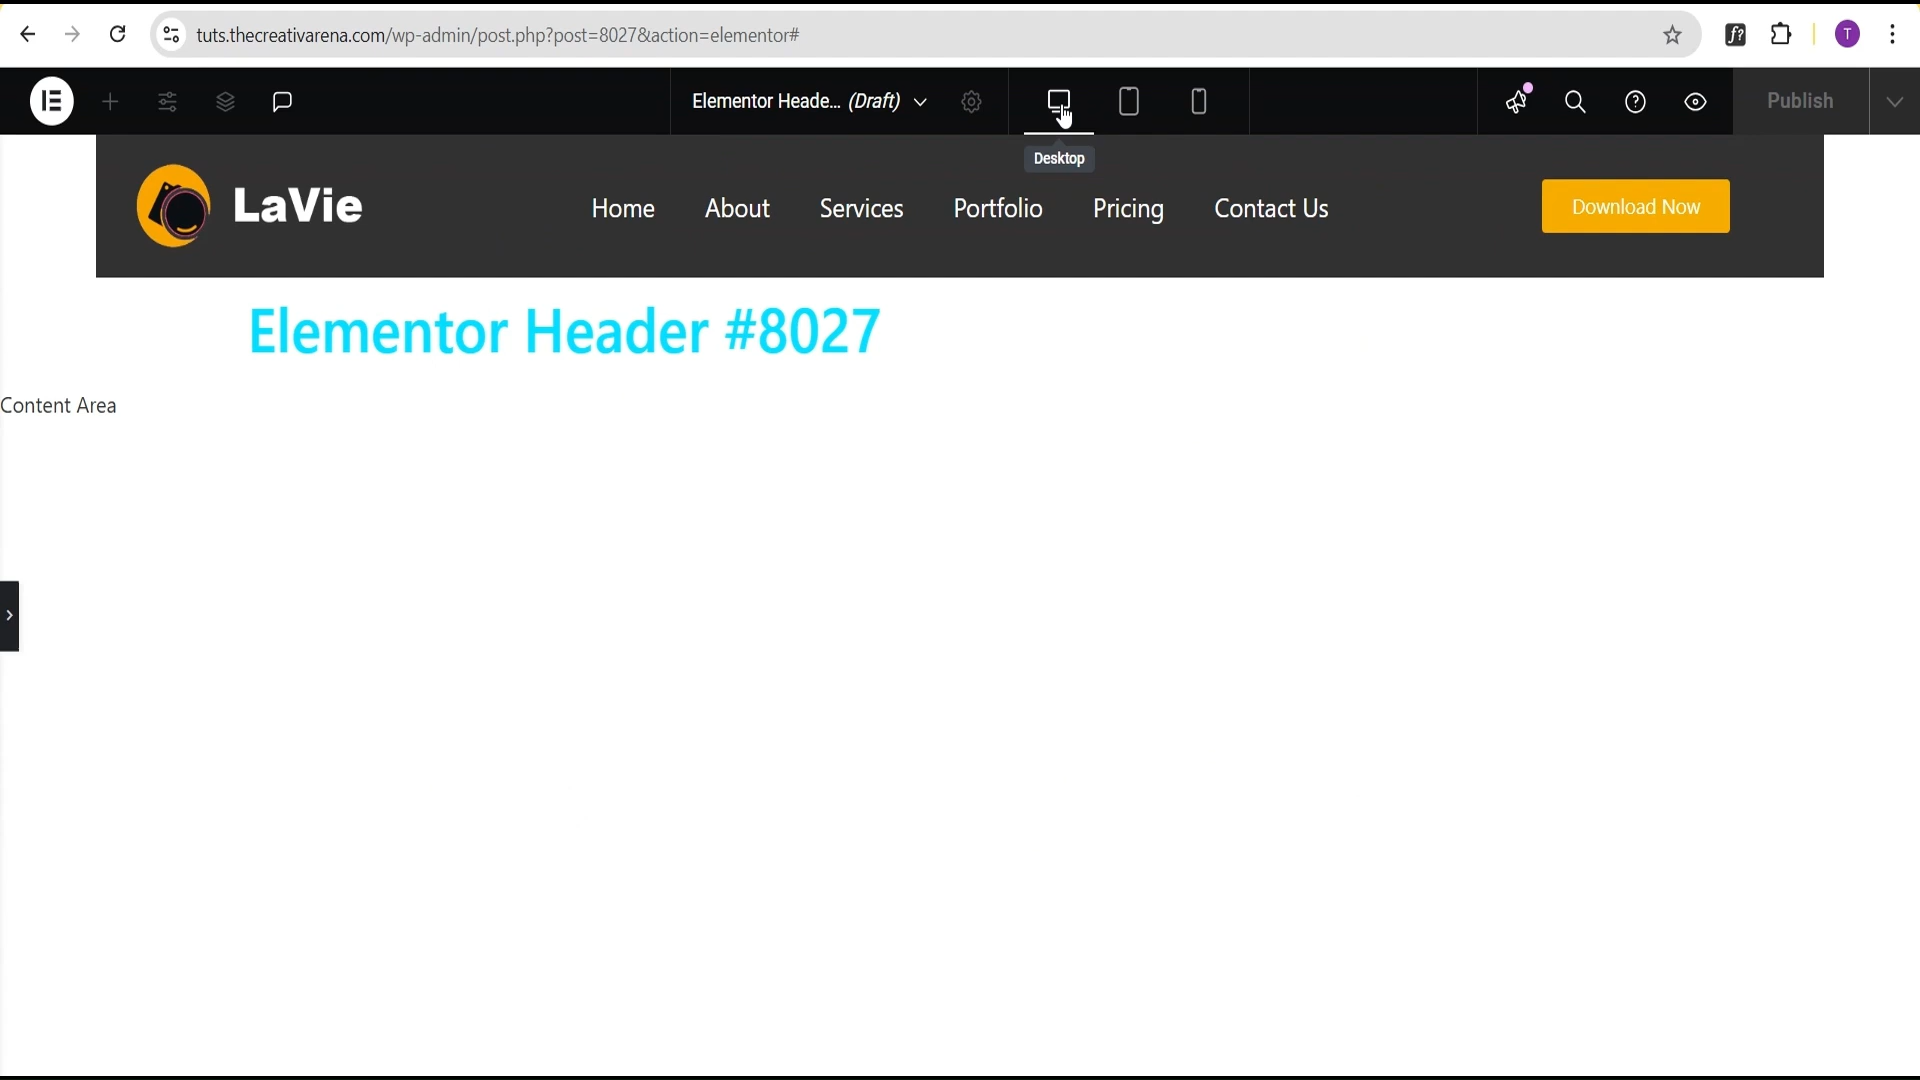 tuts.thecreativarena.com/wp-admin/post.php?post=8027&action=elementor#
f?
T
Elementor Heade... (Draft)
Publish
Desktop
LaVie
Home About Services Portfolio Pricing Contact Us
Download Now
Elementor Header #8027
Content Area